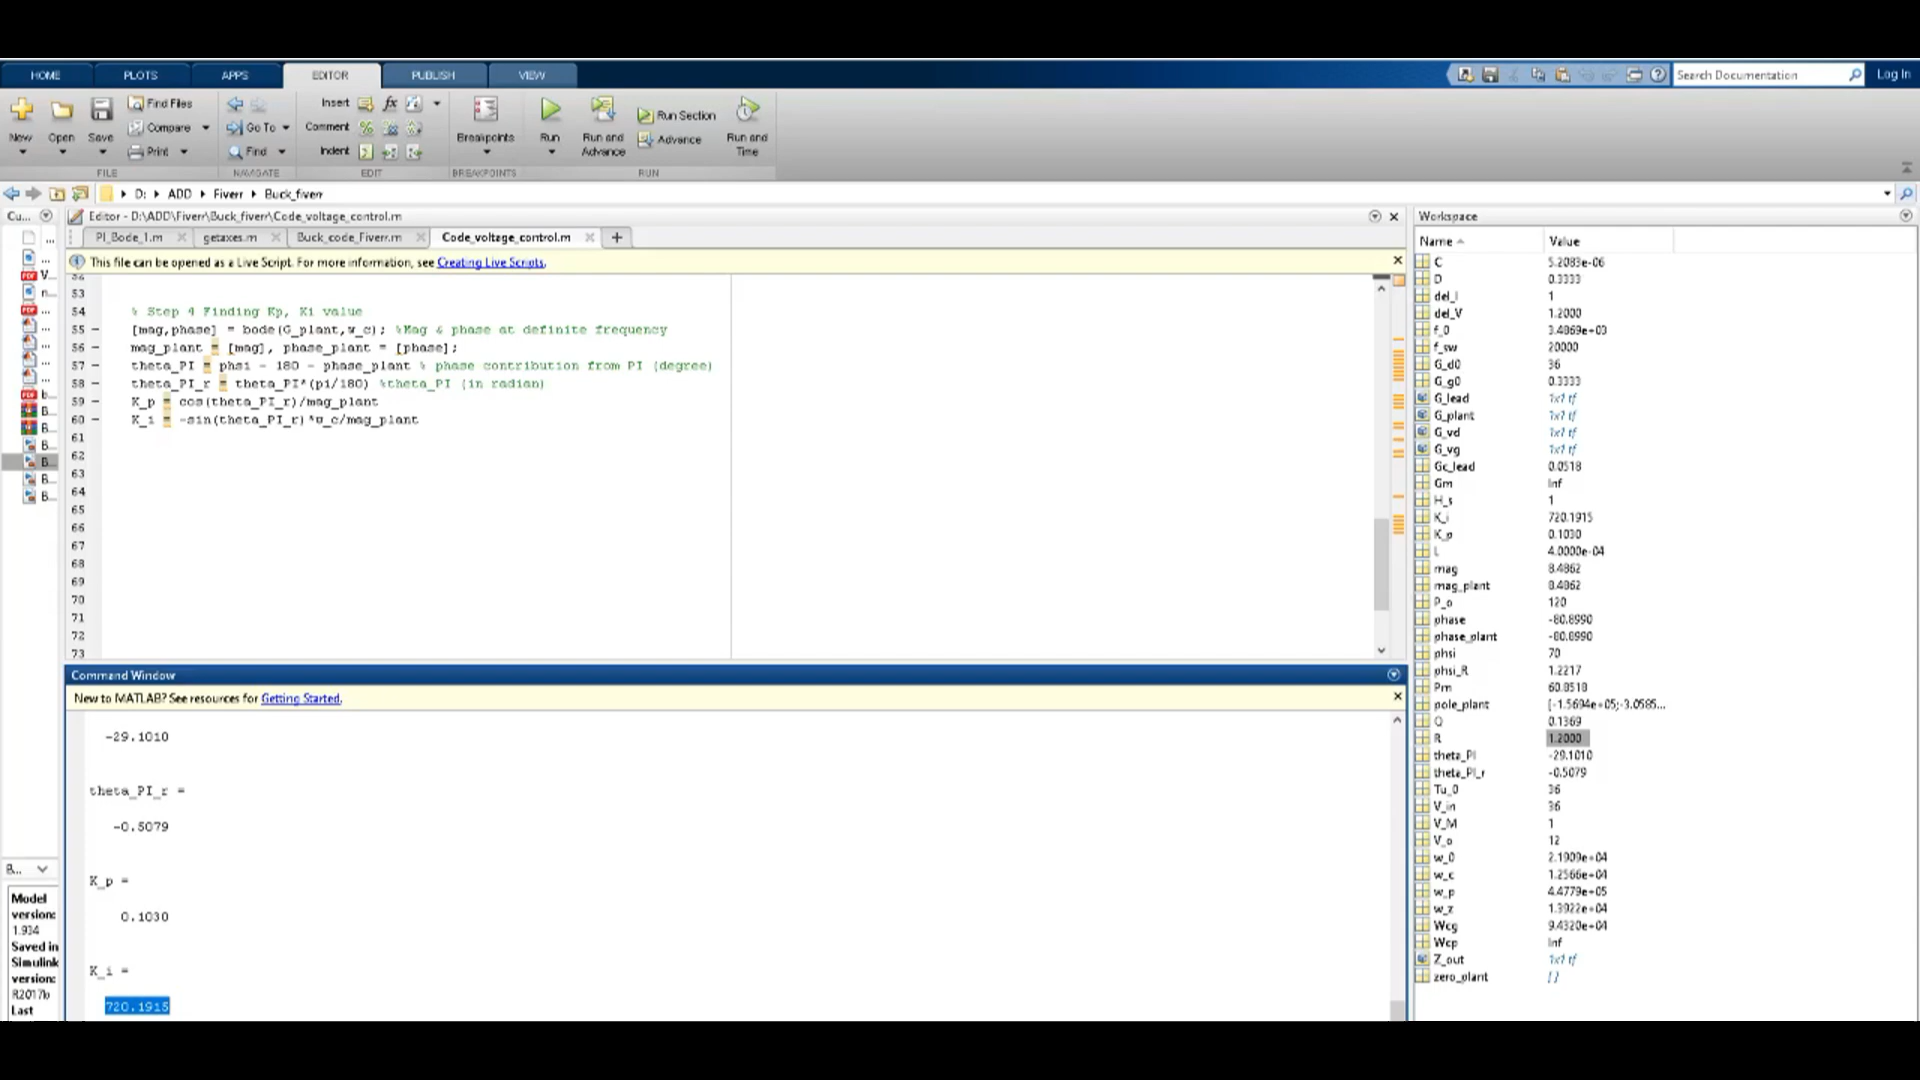 HOME PLOTS APPS EDITOR PUBLISH VIEW Search Documentation Log In
Find Files Insert fx Run Section
New Open Save Compare Go To Comment Breakpoints Run Run and Advance Advance Run and Time
Print Find Indent
FILE NAVIGATE EDIT BREAKPOINTS RUN
D: ADD Fiverr Buck_fiverr
Cu...
Editor - D:\ADD\Fiverr\Buck_fiverr\Code_voltage_control.m
PI_Bode_1.m getaxes.m Buck_code_Fiverr.m Code_voltage_control.m +
This file can be opened as a Live Script. For more information, see Creating Live Scripts.
53
54 % Step 4 Finding Kp, Ki value
55 – [mag,phase] = bode(G_plant,w_c); %Mag & phase at definite frequency
56 – mag_plant = [mag], phase_plant = [phase];
57 – theta_PI = phsi - 180 - phase_plant % phase contribution from PI (degree)
58 – theta_PI_r = theta_PI*(pi/180) %theta_PI (in radian)
59 – K_p = cos(theta_PI_r)/mag_plant
60 – K_i = -sin(theta_PI_r)*w_c/mag_plant
61
62
63
64
65
66
67
68
69
70
71
72
73
Command Window
New to MATLAB? See resources for Getting Started.
-29.1010
theta_PI_r =
-0.5079
K_p =
0.1030
K_i =
720.1915
B...
Model
version:
1.934
Saved in
Simulink
version:
R2017b
Last
Workspace
Name Value
C 5.2083e-06
D 0.3333
del_I 1
del_V 1.2000
f_0 3.4869e+03
f_sw 20000
G_d0 36
G_g0 0.3333
G_lead 1x1 tf
G_plant 1x1 tf
G_vd 1x1 tf
G_vg 1x1 tf
Gc_lead 0.0518
Gm Inf
H_s 1
K_i 720.1915
K_p 0.1030
L 4.0000e-04
mag 8.4862
mag_plant 8.4862
P_o 120
phase -80.8990
phase_plant -80.8990
phsi 70
phsi_R 1.2217
Pm 60.8518
pole_plant [-1.5694e+05;-3.0585...
Q 0.1369
R 1.2000
theta_PI -29.1010
theta_PI_r -0.5079
Tu_0 36
V_in 36
V_M 1
V_o 12
w_0 2.1909e+04
w_c 1.2566e+04
w_p 4.4779e+05
w_z 1.3922e+04
Wcg 9.4320e+04
Wcp Inf
Z_out 1x1 tf
zero_plant []